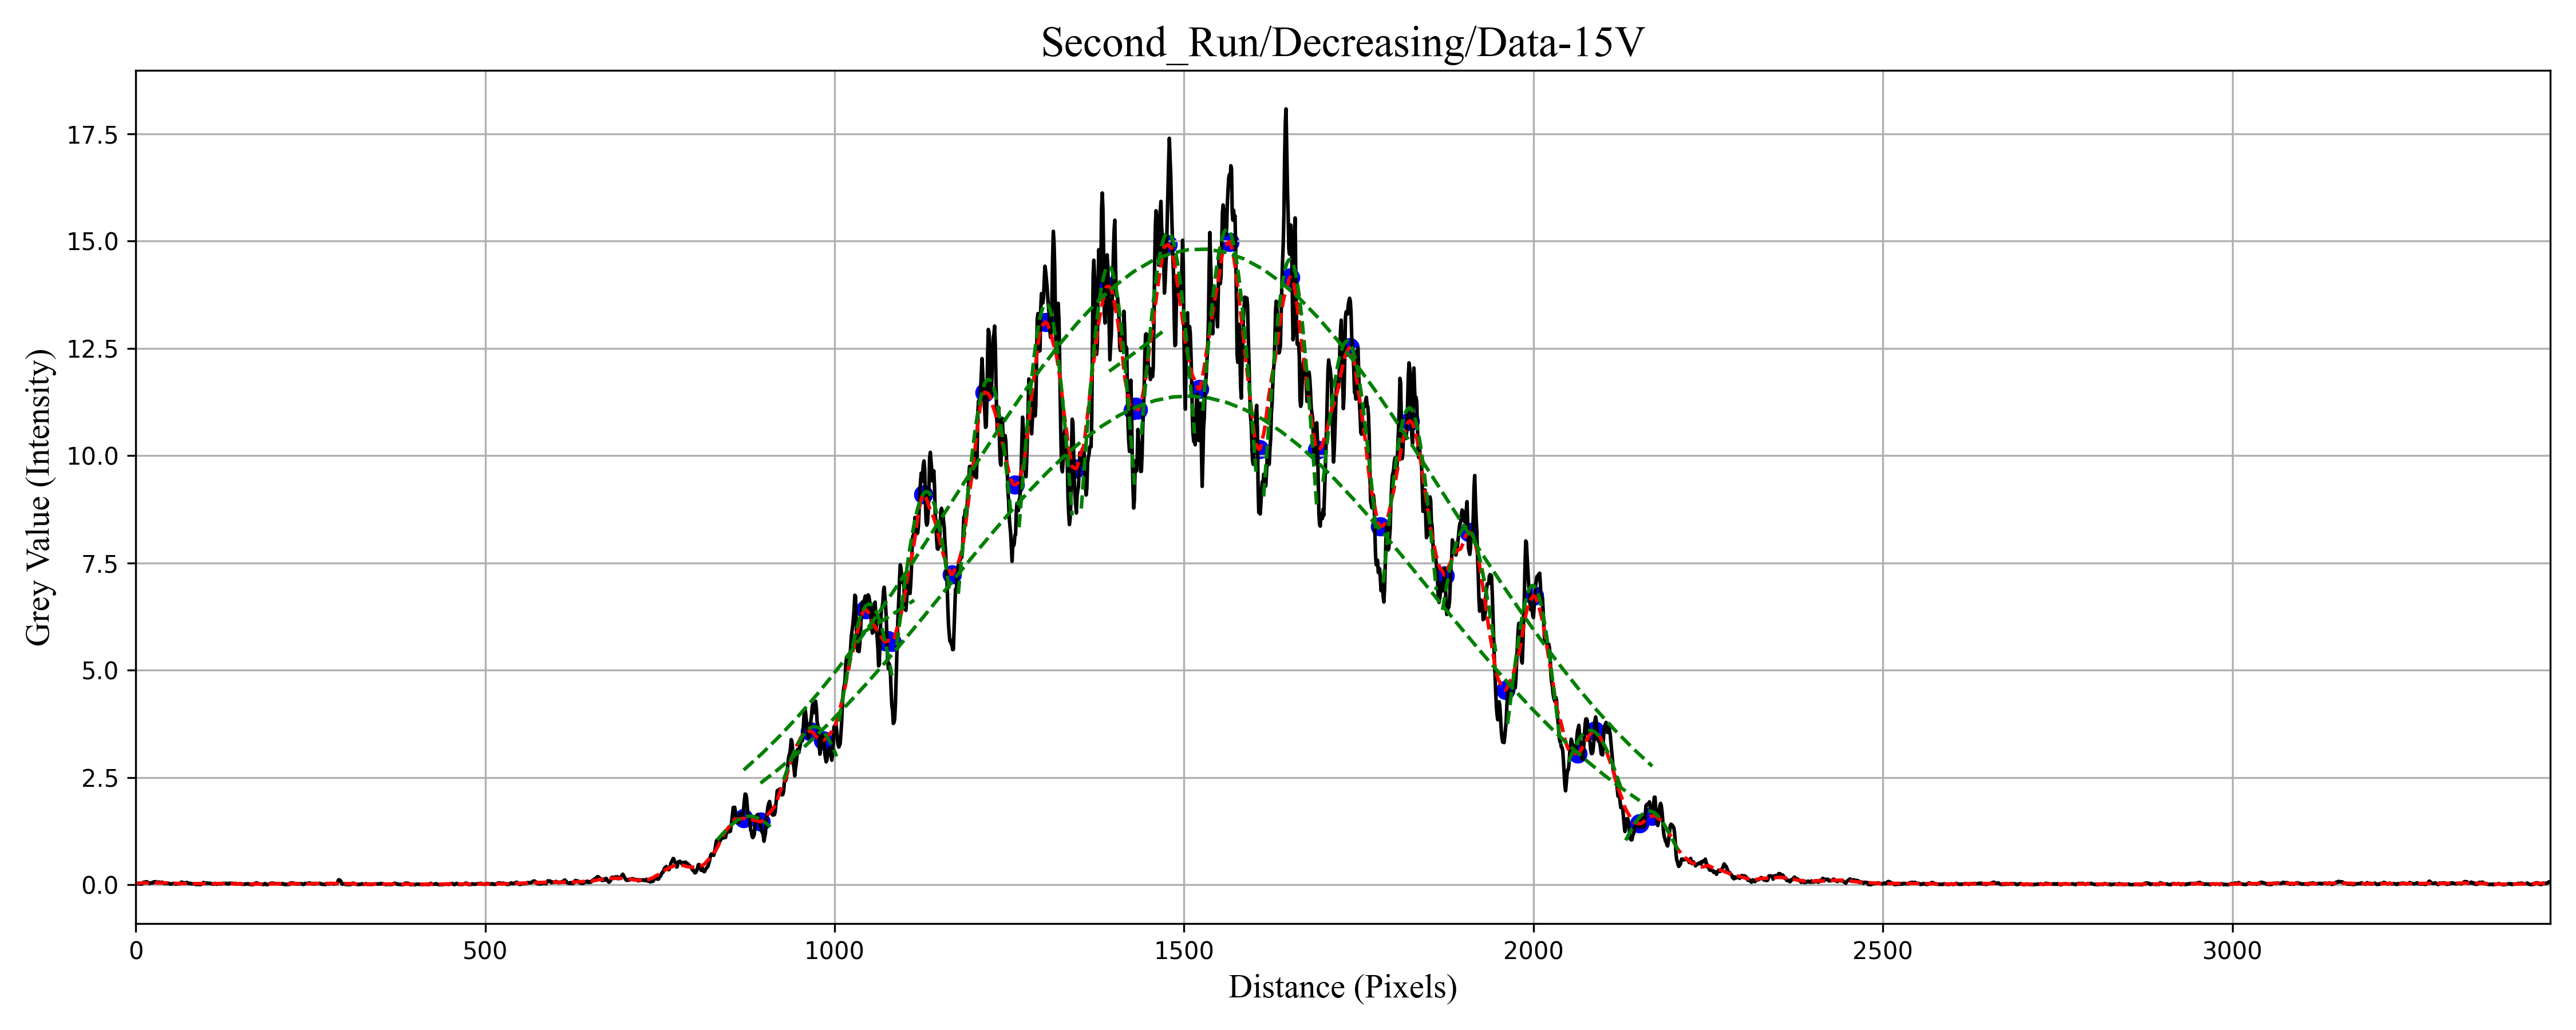 Second_Run/Decreasing/Data-15V
Grey Value (Intensity)
17.5
15.0
12.5
10.0
7.5
5.0
2.5
0.0
0 500 1000 1500 2000 2500 3000
Distance (Pixels)